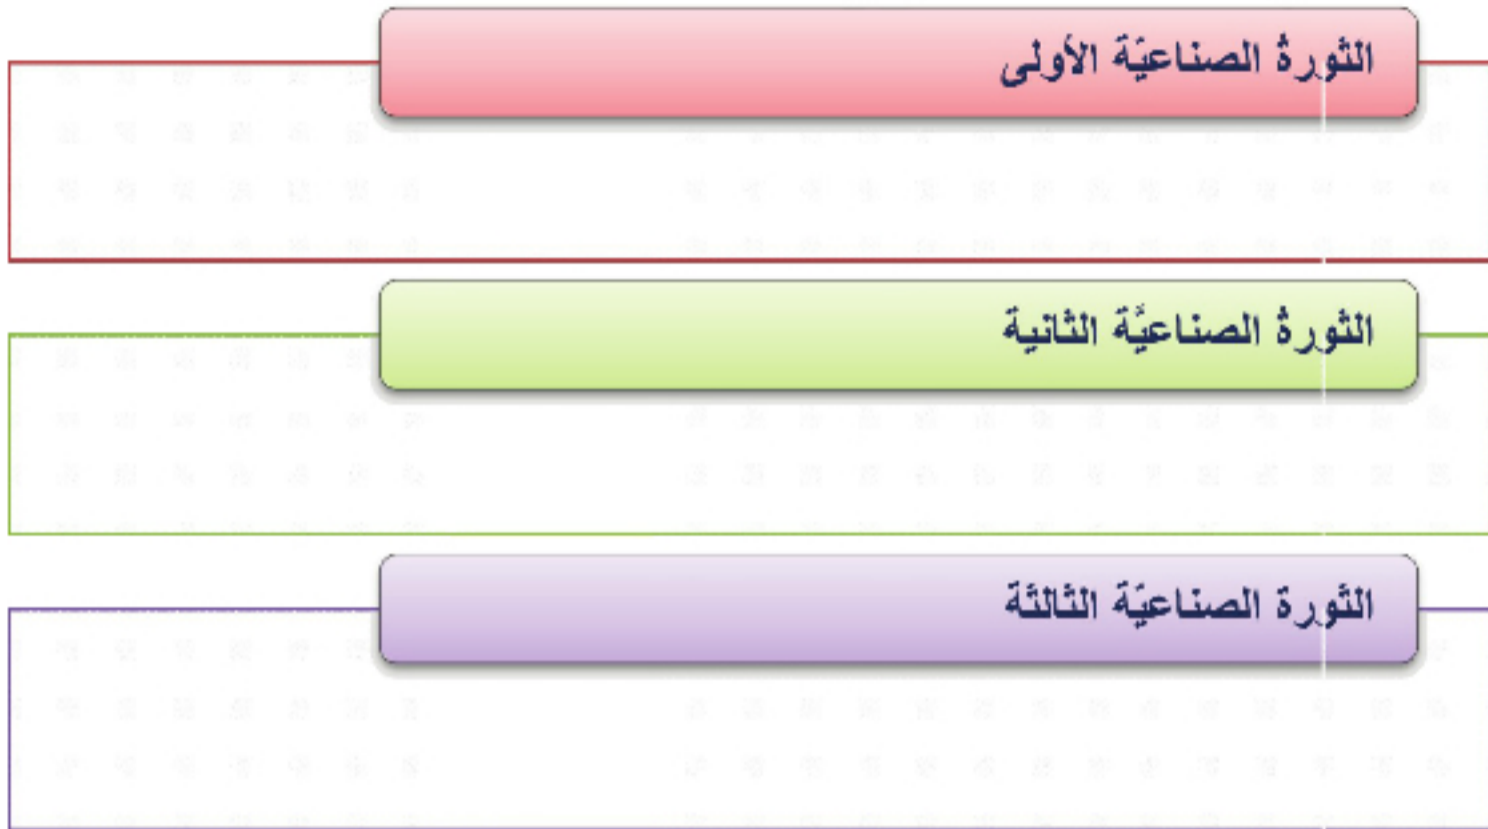 الثورةُ الصناعيّة الأولى
الثورةُ الصناعيَّة الثانية
الثورة الصناعيّة الثالثة